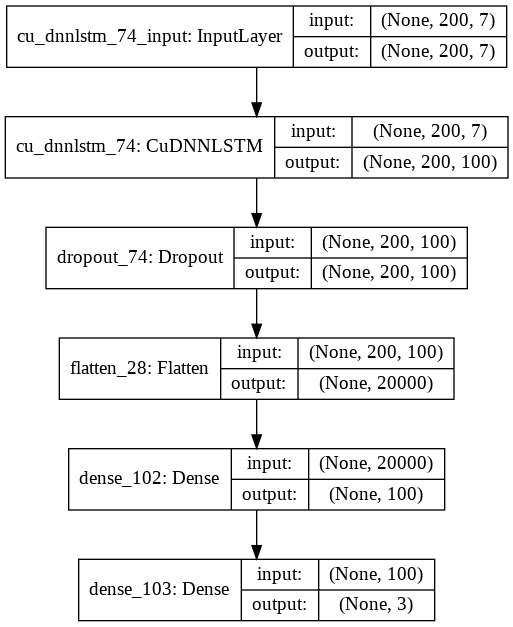 cu_dnnlstm_74_input: InputLayer
input: (None, 200, 7)
output: (None, 200, 7)
cu_dnnlstm_74: CuDNNLSTM
input: (None, 200, 7)
output: (None, 200, 100)
dropout_74: Dropout
input: (None, 200, 100)
output: (None, 200, 100)
flatten_28: Flatten
input: (None, 200, 100)
output: (None, 20000)
dense_102: Dense
input: (None, 20000)
output: (None, 100)
dense_103: Dense
input: (None, 100)
output: (None, 3)